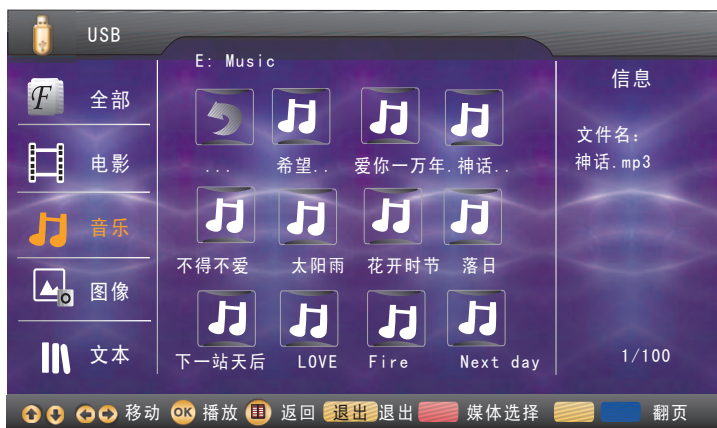 USB
E: Music
全部
电影
音乐
图像
文本
... 希望.. 爱你一万年. 神话..
不得不爱 太阳雨 花开时节 落日
下一站天后 LOVE Fire Next day
信息
文件名：
神话.mp3
1/100
移动 OK 播放 返回 退出 退出 媒体选择 翻页